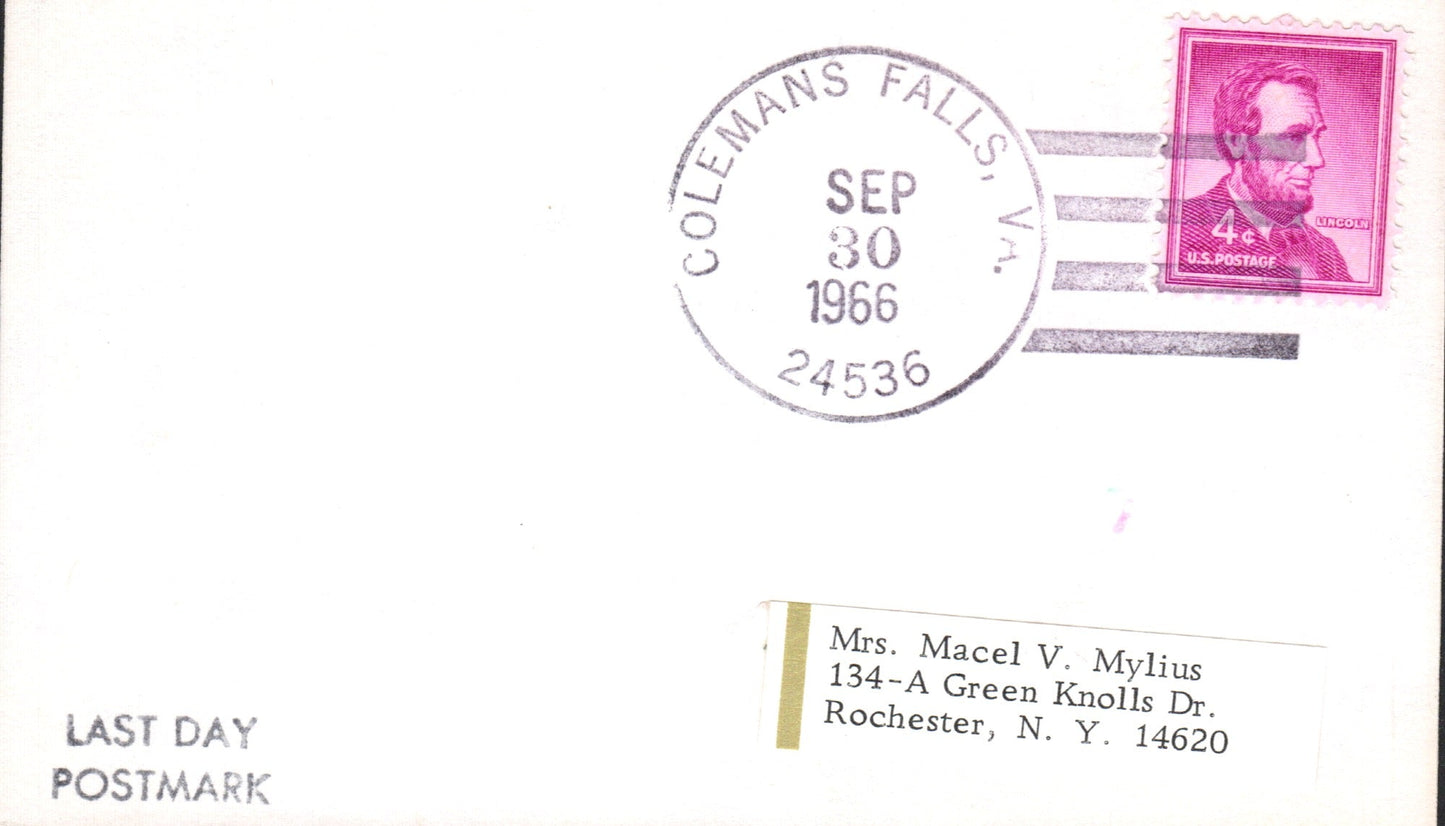 COLEMANS FALLS, VA.
SEP
30
1966
24536
LINCOLN
4¢
U.S. POSTAGE
Mrs. Macel V. Mylius
134-A Green Knolls Dr.
Rochester, N. Y. 14620
LAST DAY
POSTMARK